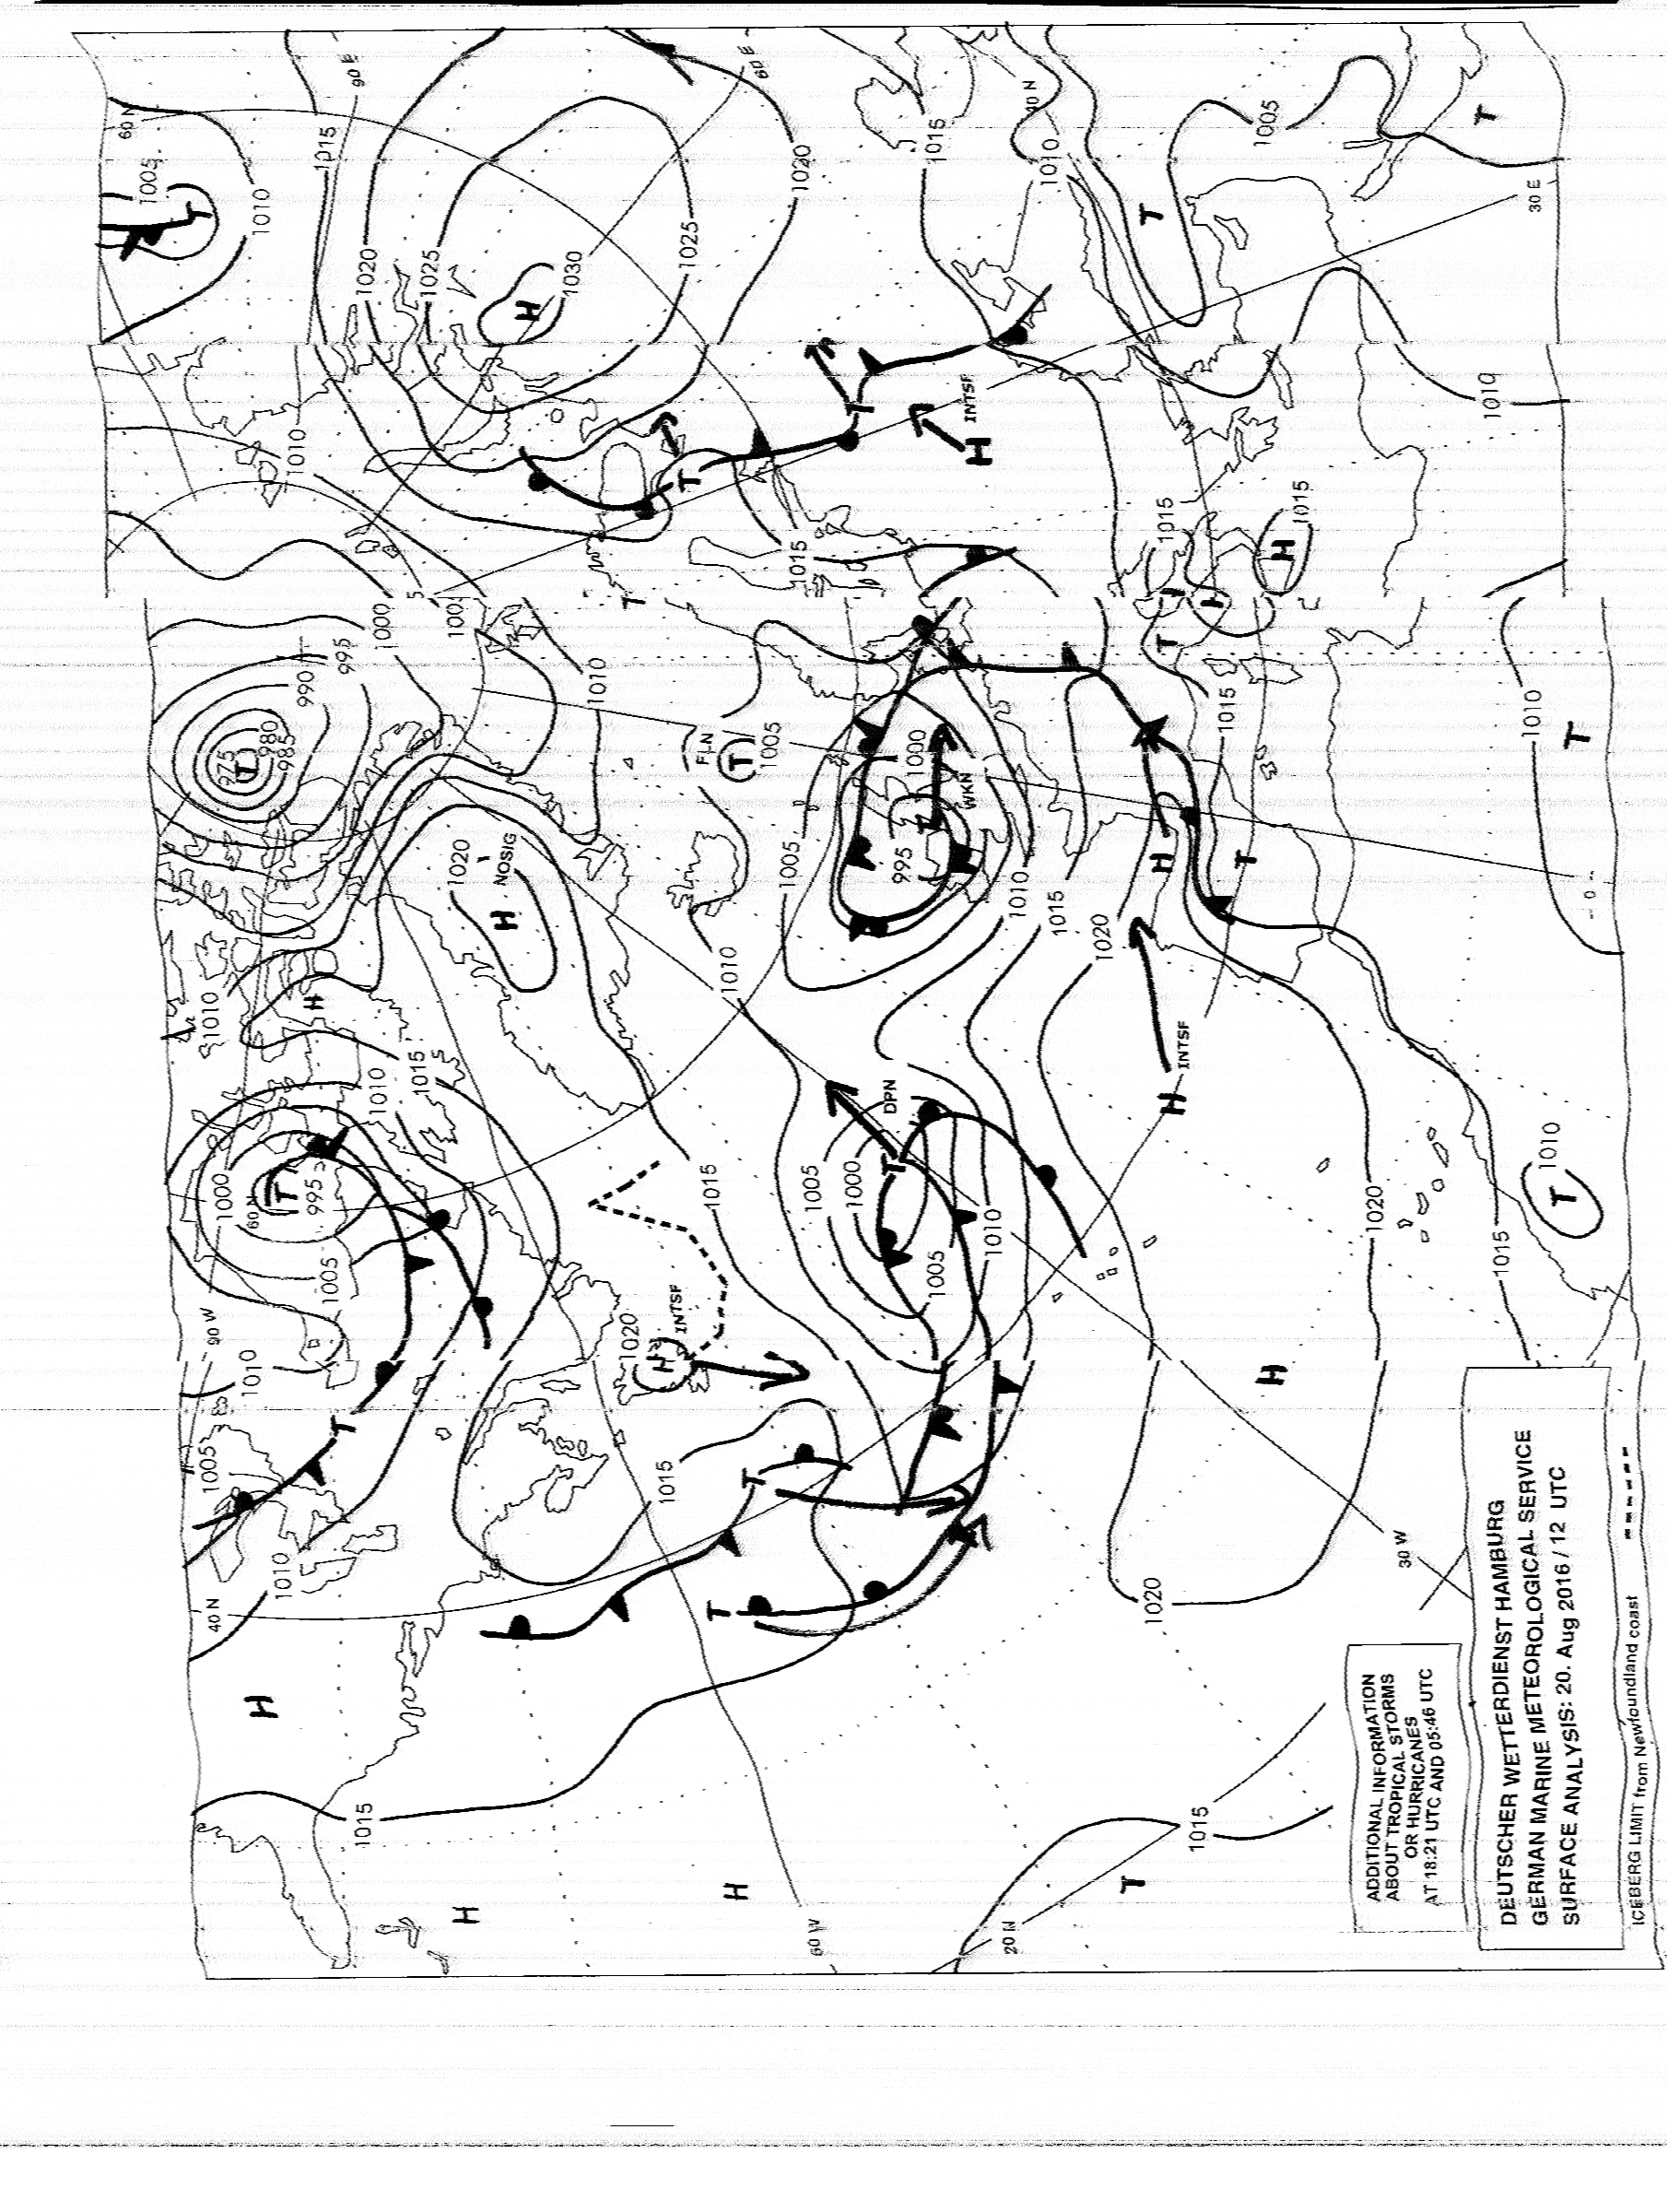 DEUTSCHER WETTERDIENST HAMBURG
GERMAN MARINE METEOROLOGICAL SERVICE
SURFACE ANALYSIS: 20. Aug 2016 / 12 UTC
ICEBERG LIMIT from Newfoundland coast
ADDITIONAL INFORMATION
ABOUT TROPICAL STORMS
OR HURRICANES
AT 18:21 UTC AND 05:46 UTC
40 N
1010
1005
1010
90 W
1005
1000
60 N
995
T
T
1010
1015
1010
H
H
1015
H
H
T
1015
20 N
60 W
T
T
1015
1020
H
INTSF
1015
1005
1000
T
DPN
1005
1010
1020
H
30 W
1020
1015
T
1010
H
INTSF
1020
NOSIG
H
1010
975
980
985
990
995
1000
T
1010
FLN
T
1005
1005
995
1000
T
WKN
1010
1015
1020
H
T
1015
T
1010
T
H
1015
1015
T
T
1015
1010
T
T
H
INTSF
1010
60 N
1005
T
1010
1015
90 E
1020
1025
H
1030
1025
1020
60 E
1015
40 N
1010
T
1005
T
30 E